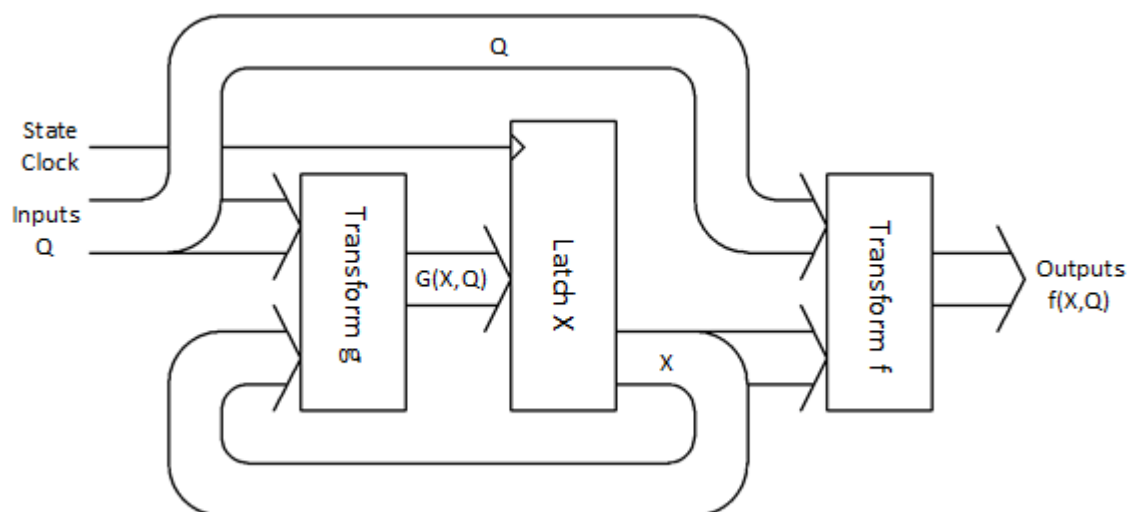 Q
State
Clock
Inputs
Q
Transform g
G(X,Q)
Latch X
X
Transform f
Outputs
f(X,Q)